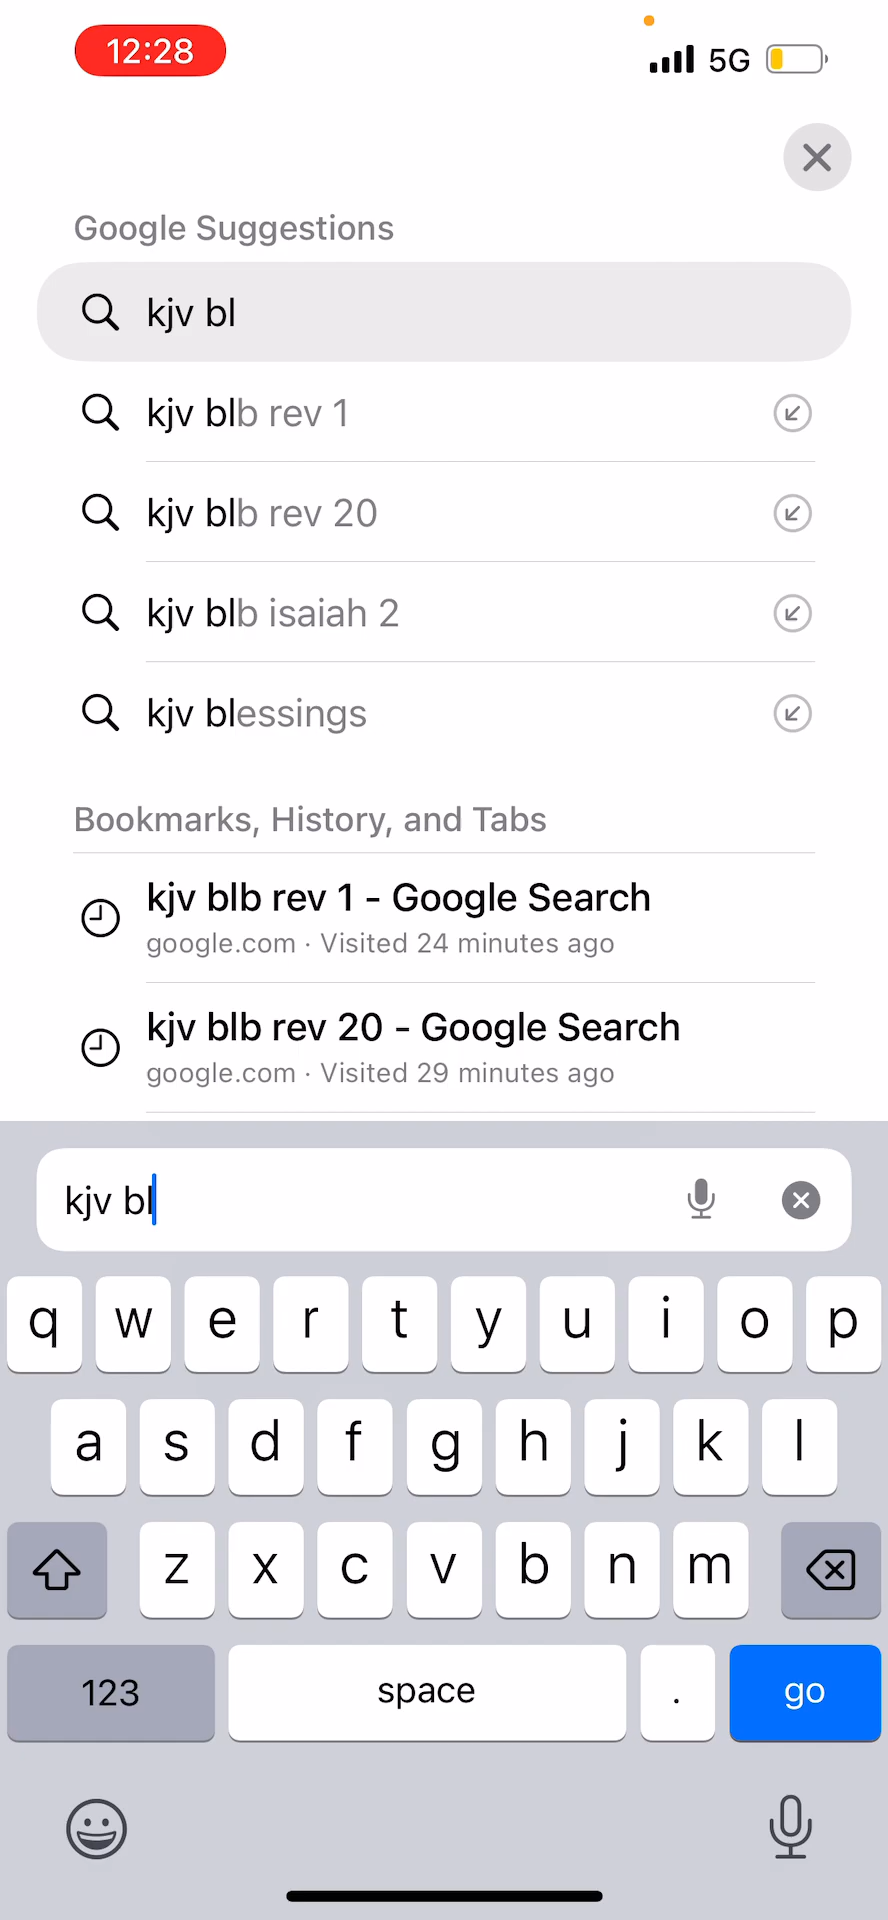 12:28
5G
Google Suggestions
kjv bl
kjv blb rev 1
kjv blb rev 20
kjv blb isaiah 2
kjv blessings
Bookmarks, History, and Tabs
kjv blb rev 1 - Google Search
google.com · Visited 24 minutes ago
kjv blb rev 20 - Google Search
google.com · Visited 29 minutes ago
kjv bl
q w e r t y u i o p
a s d f g h j k l
z x c v b n m
123 space . go